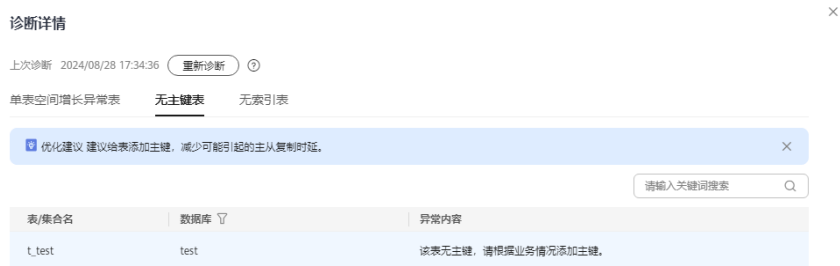 诊断详情
上次诊断 2024/08/28 17:34:36 重新诊断
单表空间增长异常表 无主键表 无索引表
优化建议 建议给表添加主键，减少可能引起的主从复制时延。
请输入关键词搜索
表/集合名 数据库 异常内容
t_test test 该表无主键，请根据业务情况添加主键。